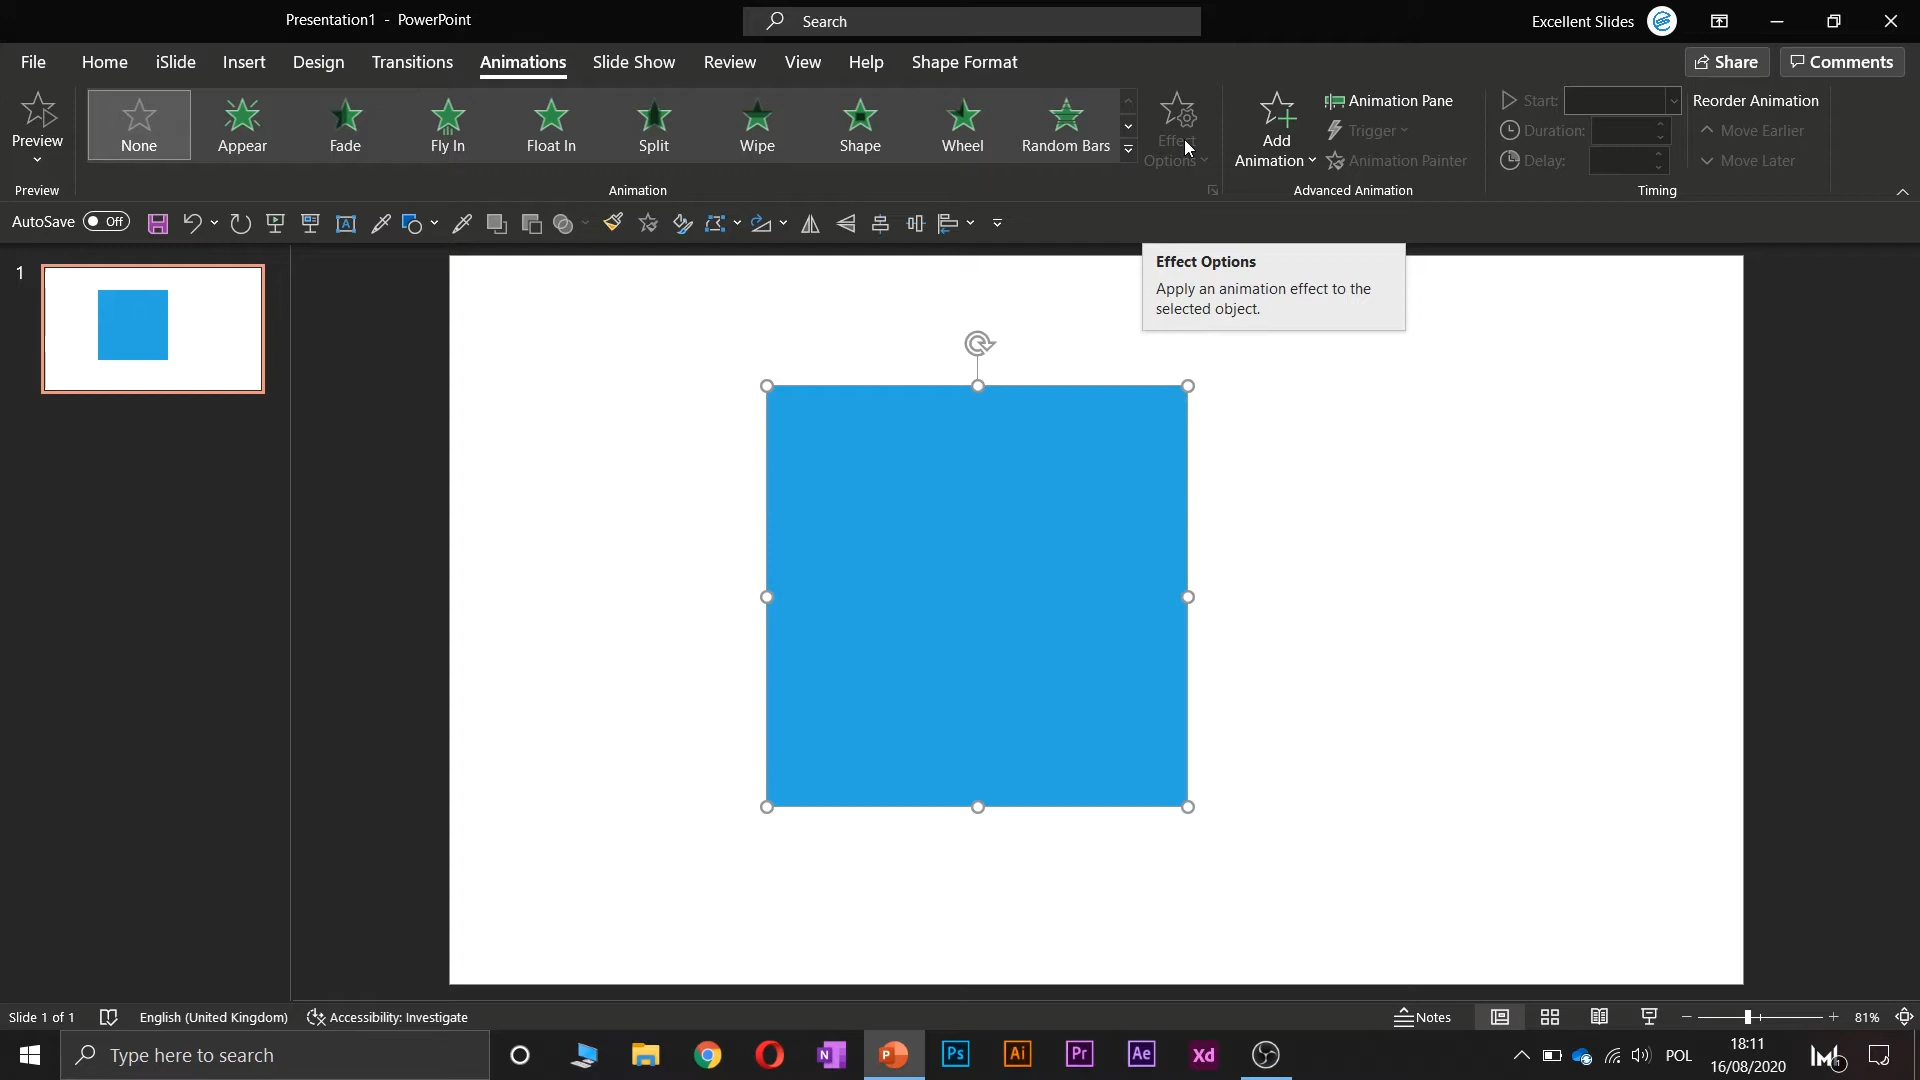 Presentation1 - PowerPoint
Search
Excellent Slides
File Home iSlide Insert Design Transitions Animations Slide Show Review View Help Shape Format
Share Comments
Preview
None Appear Fade Fly In Float In Split Wipe Shape Wheel Random Bars
Effect
Options
Add
Animation
Animation Pane
Trigger
Animation Painter
Start:
Duration:
Delay:
Reorder Animation
Move Earlier
Move Later
Preview Animation Advanced Animation Timing
AutoSave Off
1
Effect Options
Apply an animation effect to the
selected object.
Slide 1 of 1 English (United Kingdom) Accessibility: Investigate
Notes 81%
Type here to search
N P Ps Ai Pr Ae Xd
POL
18:11
16/08/2020
1